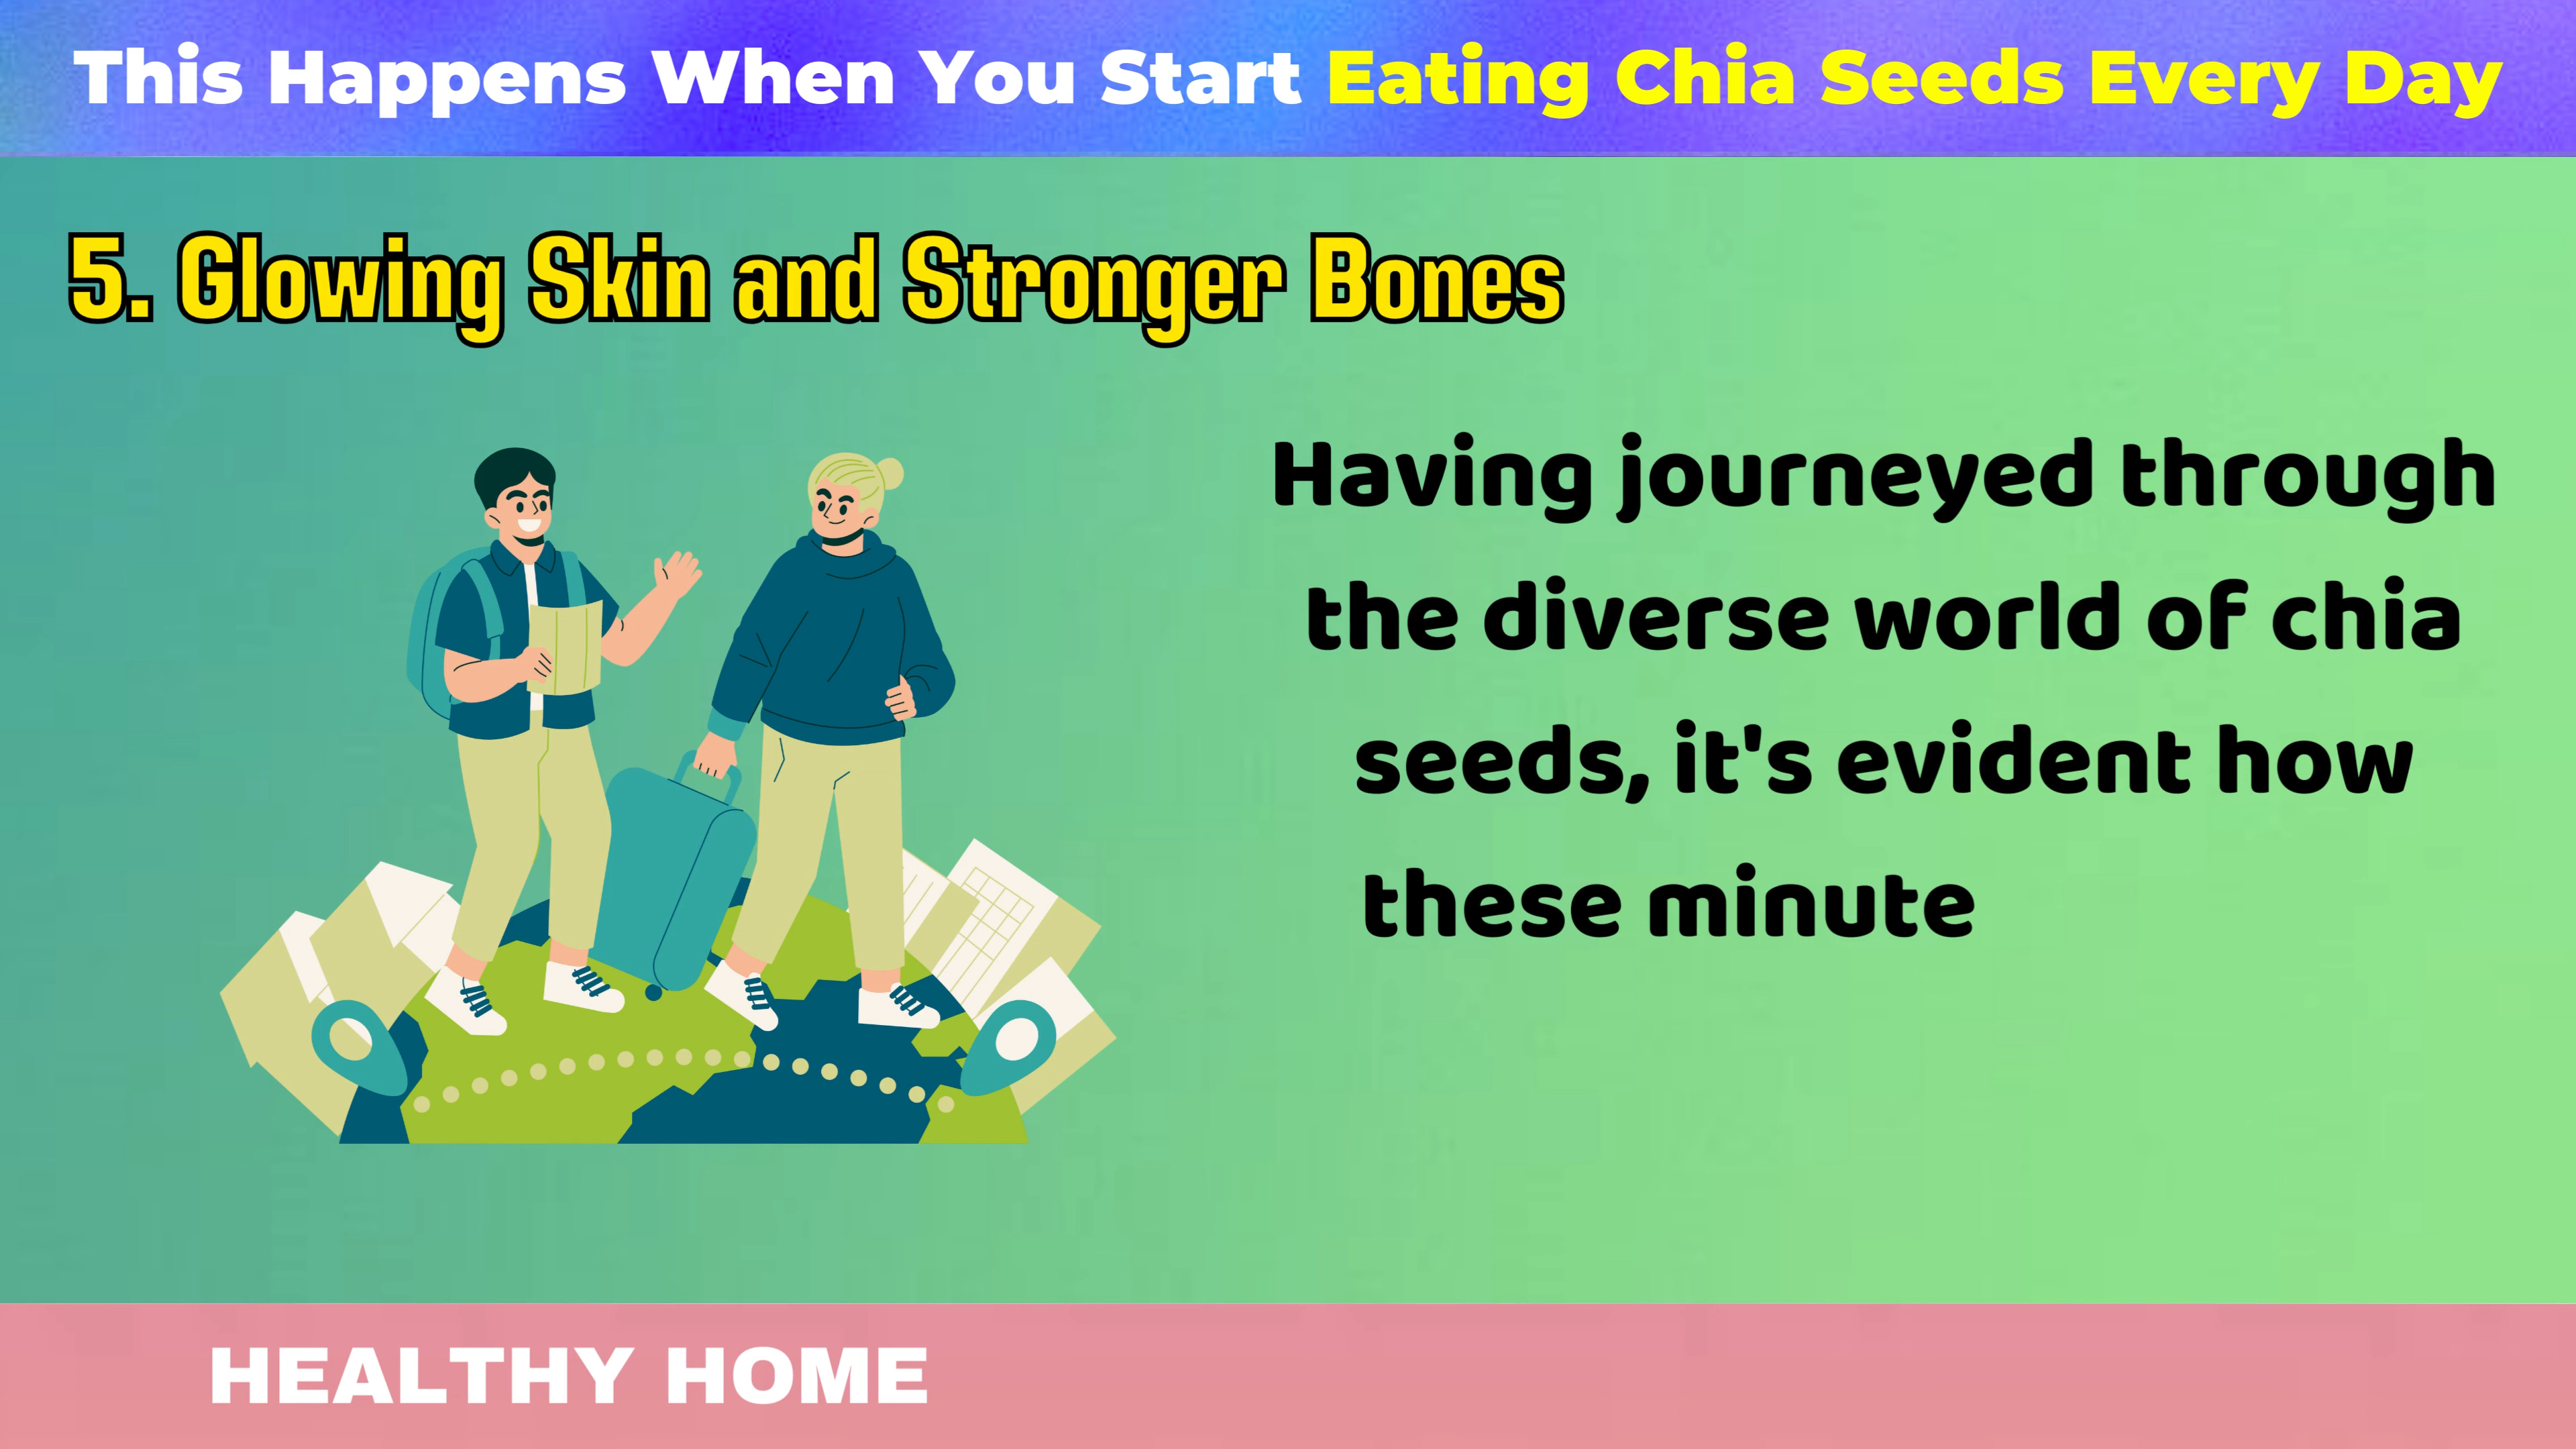 This Happens When You Start Eating Chia Seeds Every Day
5. Glowing Skin and Stronger Bones
Having journeyed through
the diverse world of chia
seeds, it's evident how
these minute
HEALTHY HOME